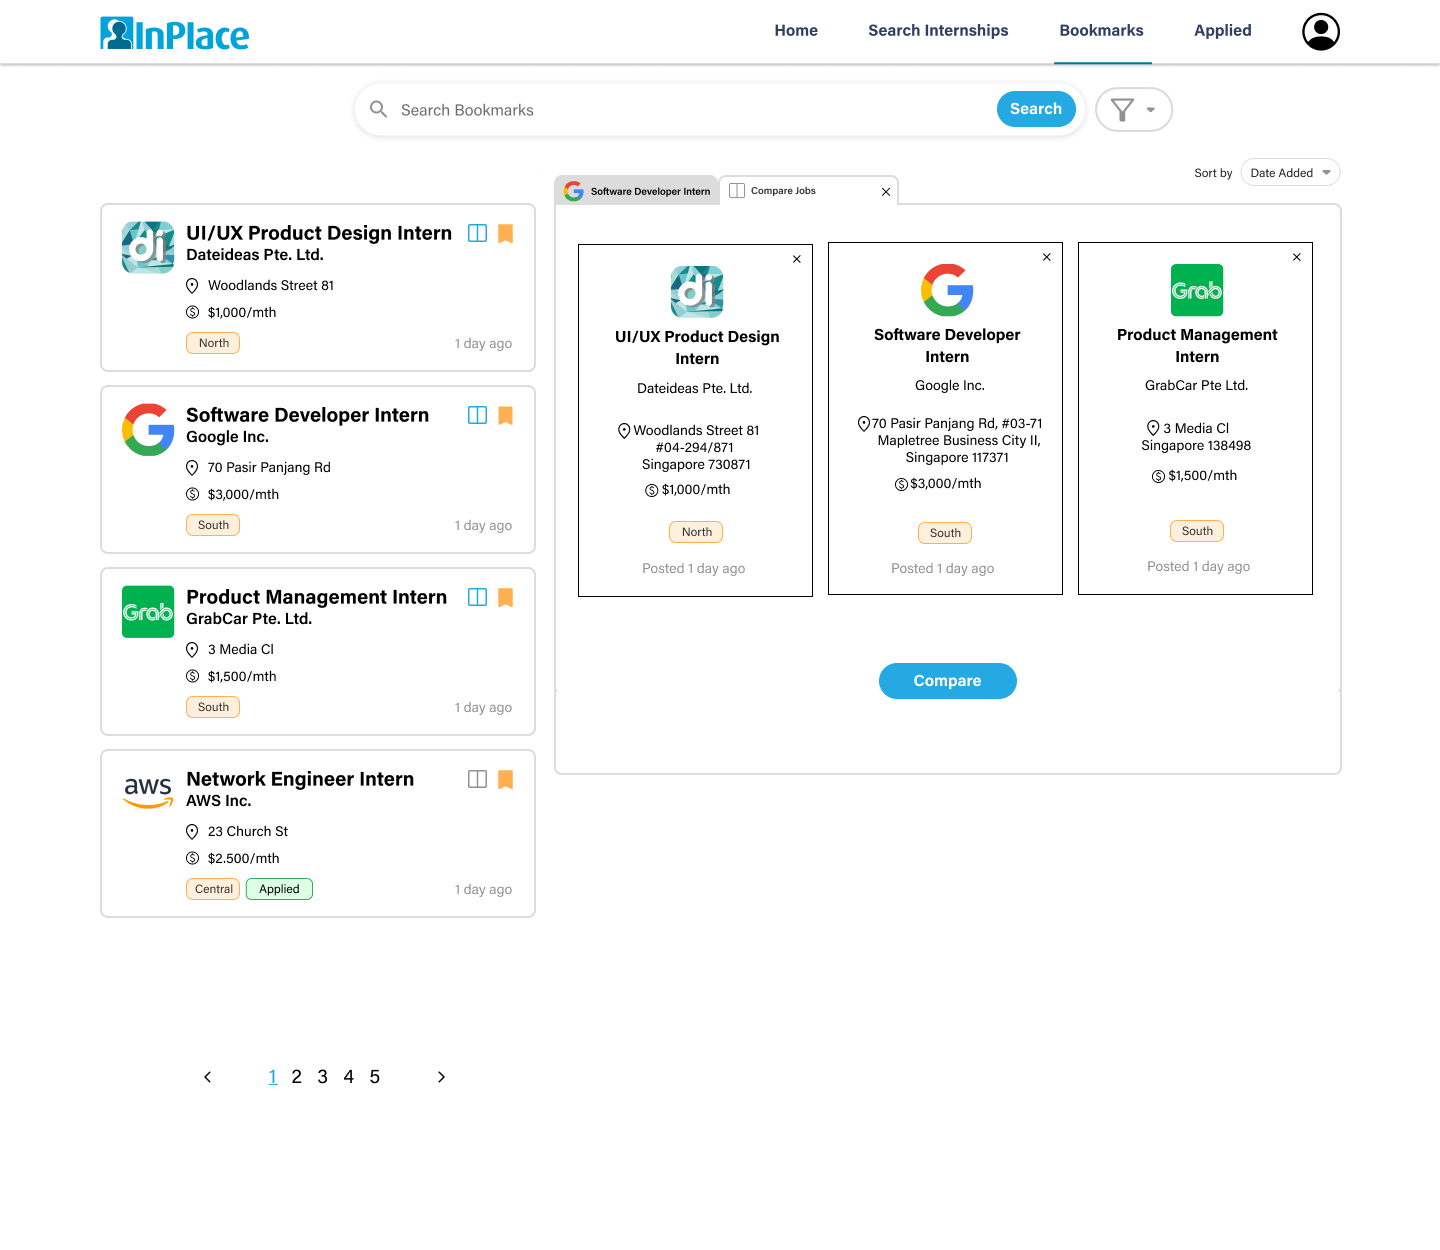 InPlace
Home
Search Internships
Bookmarks
Applied
Search Bookmarks
Search
Sort by
Date Added
Software Developer Intern
Compare Jobs
di
UI/UX Product Design Intern
Dateideas Pte. Ltd.
Woodlands Street 81
$1,000/mth
North
1 day ago
Software Developer Intern
Google Inc.
70 Pasir Panjang Rd
$3,000/mth
South
1 day ago
Grab
Product Management Intern
GrabCar Pte. Ltd.
3 Media Cl
$1,500/mth
South
1 day ago
aws
Network Engineer Intern
AWS Inc.
23 Church St
$2.500/mth
Central
Applied
1 day ago
di
UI/UX Product Design
Intern
Dateideas Pte. Ltd.
Woodlands Street 81
#04-294/871
Singapore 730871
$1,000/mth
North
Posted 1 day ago
Software Developer
Intern
Google Inc.
70 Pasir Panjang Rd, #03-71
Mapletree Business City II,
Singapore 117371
$3,000/mth
South
Posted 1 day ago
Grab
Product Management
Intern
GrabCar Pte Ltd.
3 Media Cl
Singapore 138498
$1,500/mth
South
Posted 1 day ago
Compare
1 2 3 4 5